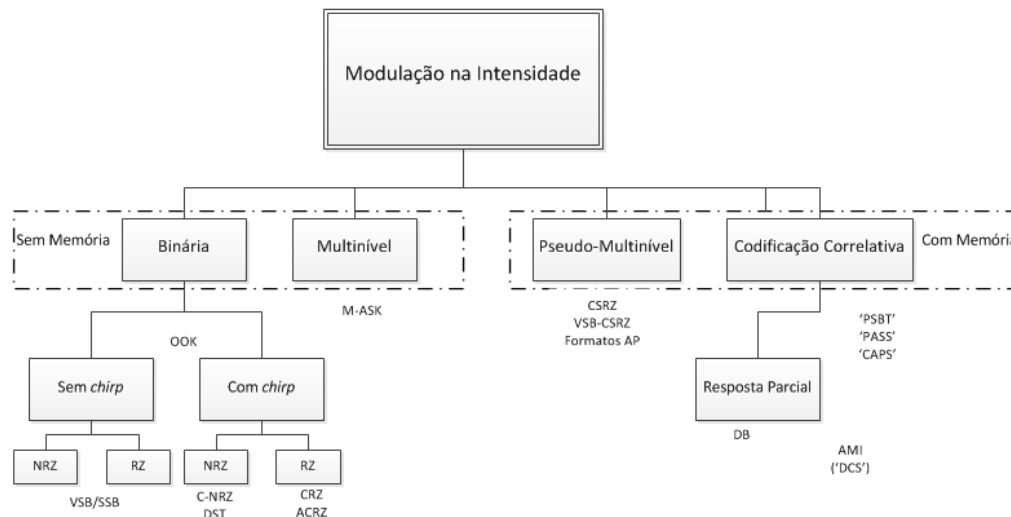 Modulação na Intensidade
Sem Memória
Binária
Multinível
Pseudo-Multinível
Codificação Correlativa
Com Memória
M-ASK
CSRZ
VSB-CSRZ
Formatos AP
'PSBT'
'PASS'
'CAPS'
OOK
Sem chirp
Com chirp
Resposta Parcial
DB
AMI
('DCS')
NRZ
RZ
NRZ
RZ
VSB/SSB
C-NRZ
DST
CRZ
ACRZ